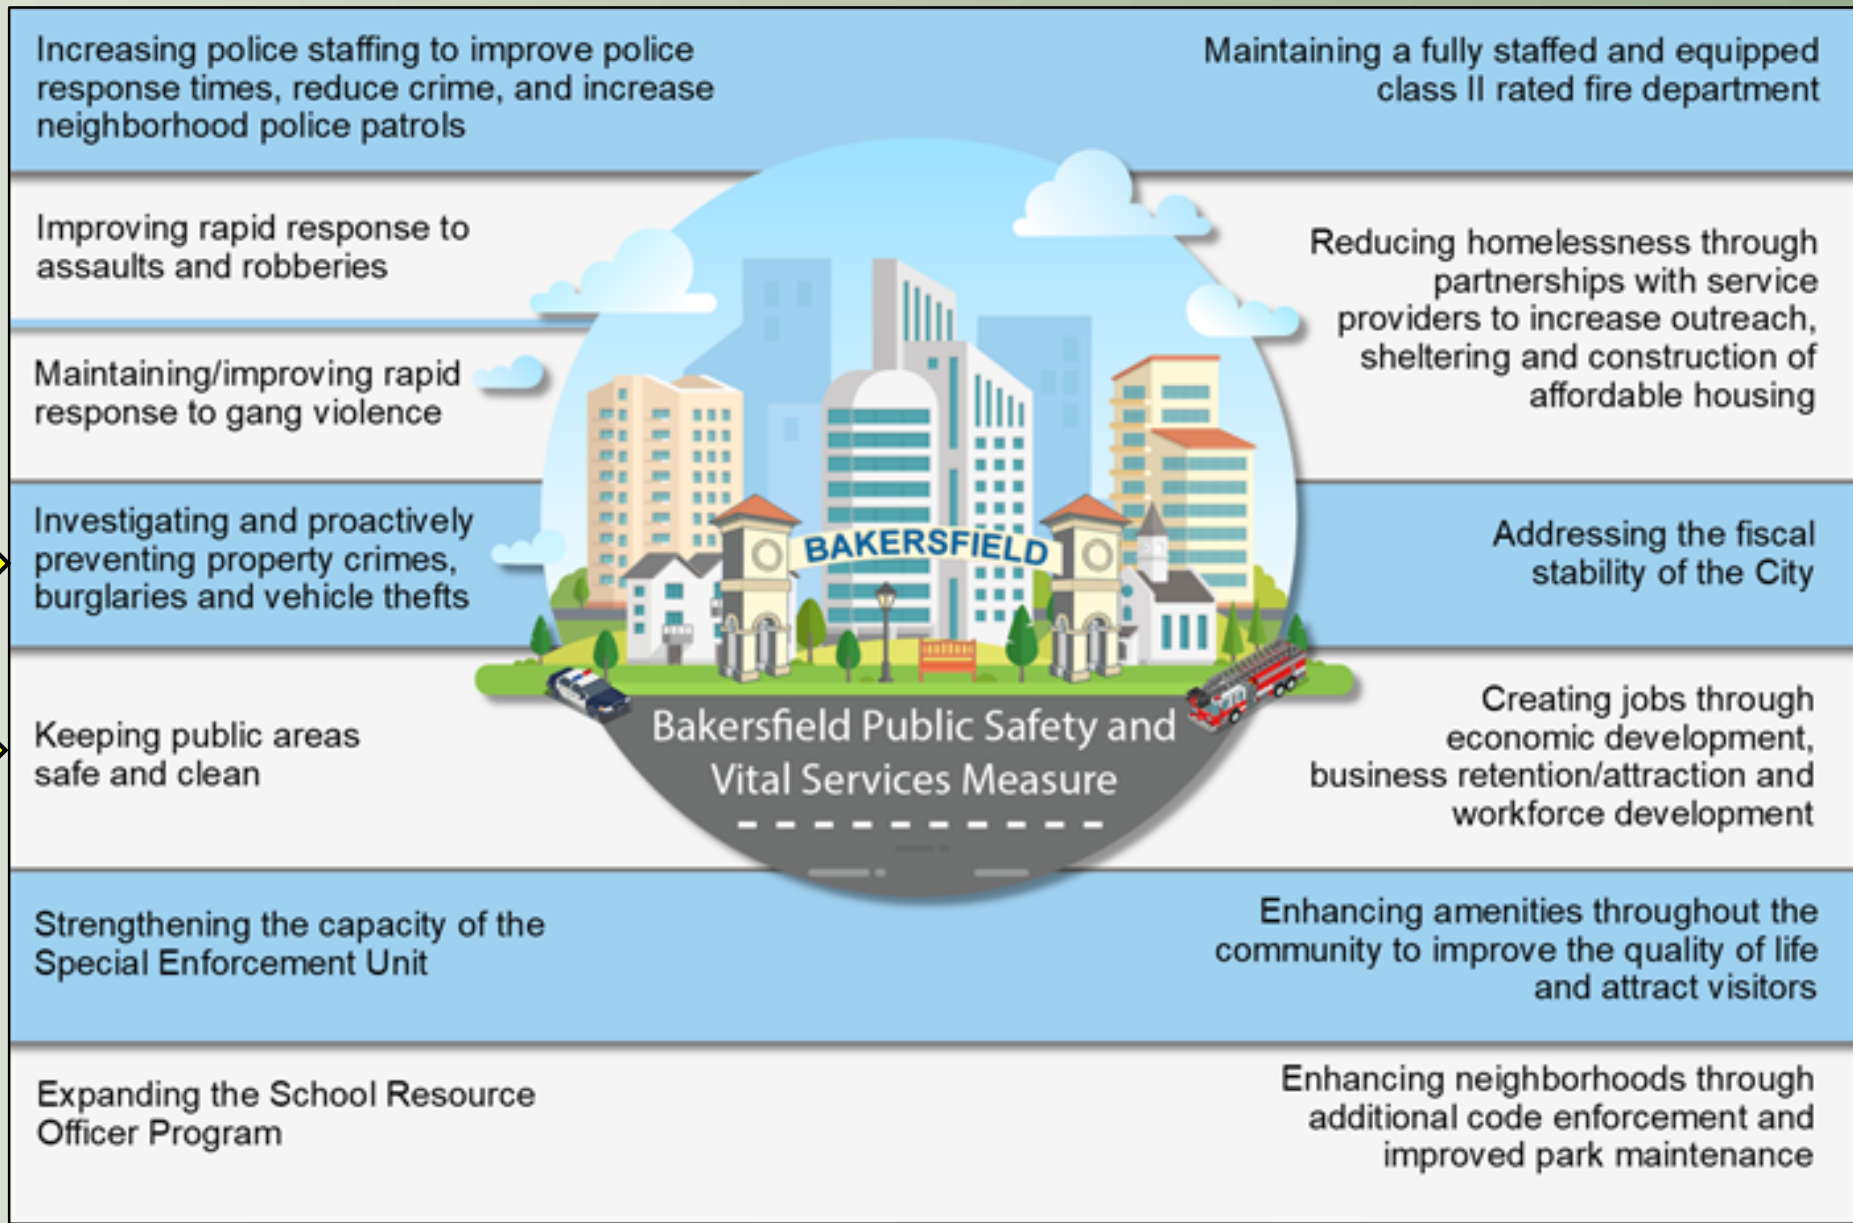 Increasing police staffing to improve police
response times, reduce crime, and increase
neighborhood police patrols
Improving rapid response to
assaults and robberies
Maintaining/improving rapid
response to gang violence
Investigating and proactively
preventing property crimes,
burglaries and vehicle thefts
Keeping public areas
safe and clean
Strengthening the capacity of the
Special Enforcement Unit
Expanding the School Resource
Officer Program
BAKERSFIELD
Bakersfield Public Safety and
Vital Services Measure
Maintaining a fully staffed and equipped
class II rated fire department
Reducing homelessness through
partnerships with service
providers to increase outreach,
sheltering and construction of
affordable housing
Addressing the fiscal
stability of the City
Creating jobs through
economic development,
business retention/attraction and
workforce development
Enhancing amenities throughout the
community to improve the quality of life
and attract visitors
Enhancing neighborhoods through
additional code enforcement and
improved park maintenance